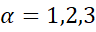 α = 1,2,3